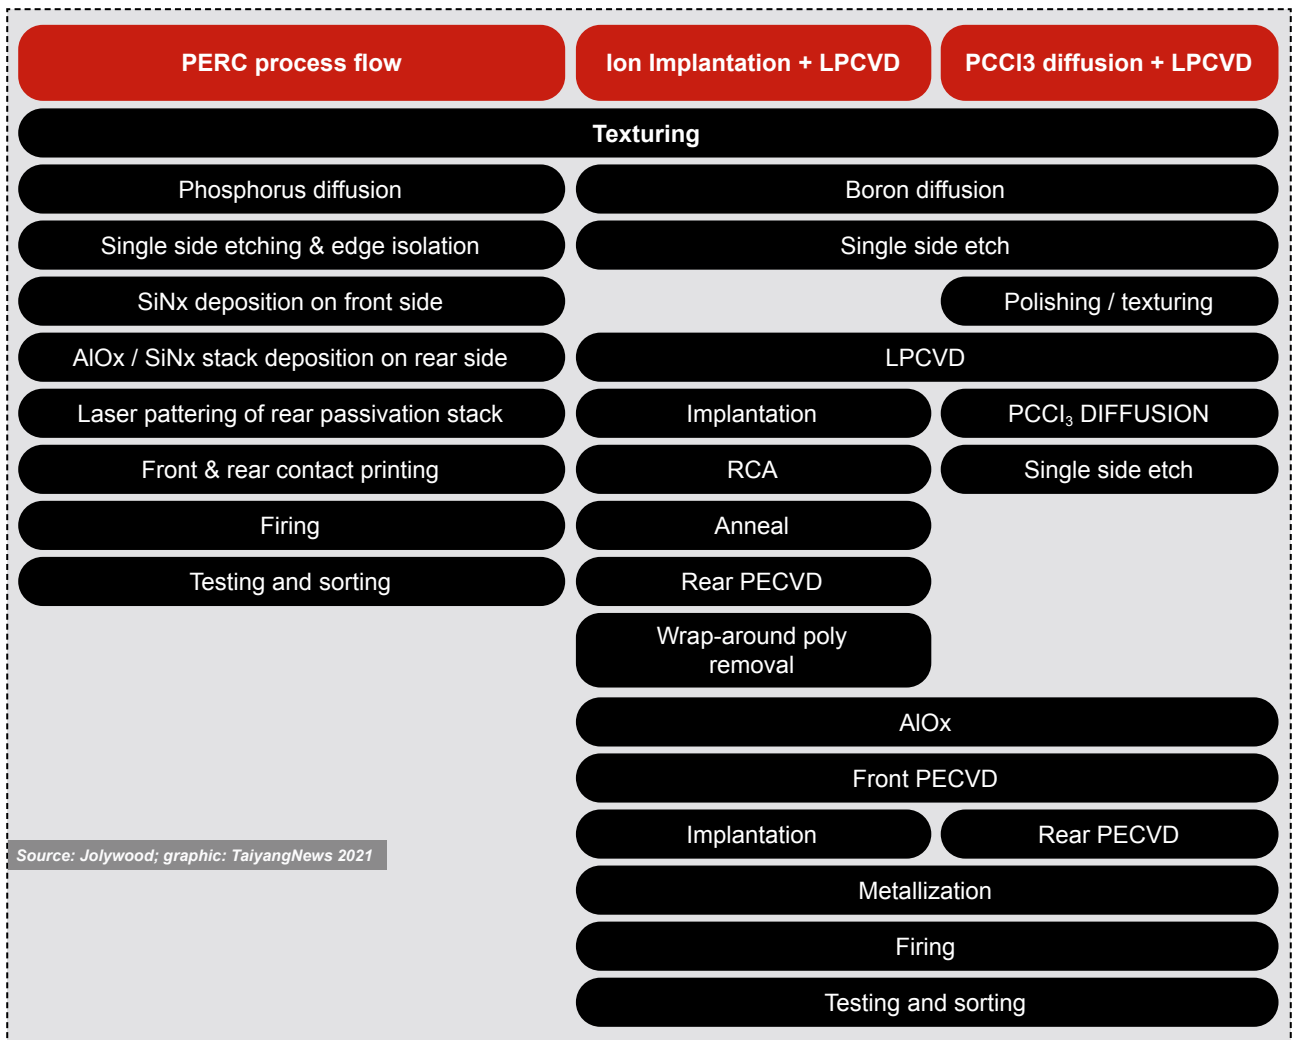 PERC process flow
Ion Implantation + LPCVD
PCCl3 diffusion + LPCVD
Texturing
Phosphorus diffusion
Boron diffusion
Single side etching & edge isolation
Single side etch
SiNx deposition on front side
Polishing / texturing
AlOx / SiNx stack deposition on rear side
LPCVD
Laser pattering of rear passivation stack
Implantation
PCCl₃ DIFFUSION
Front & rear contact printing
RCA
Single side etch
Firing
Anneal
Testing and sorting
Rear PECVD
Wrap-around poly
removal
AlOx
Front PECVD
Implantation
Rear PECVD
Source: Jolywood; graphic: TaiyangNews 2021
Metallization
Firing
Testing and sorting